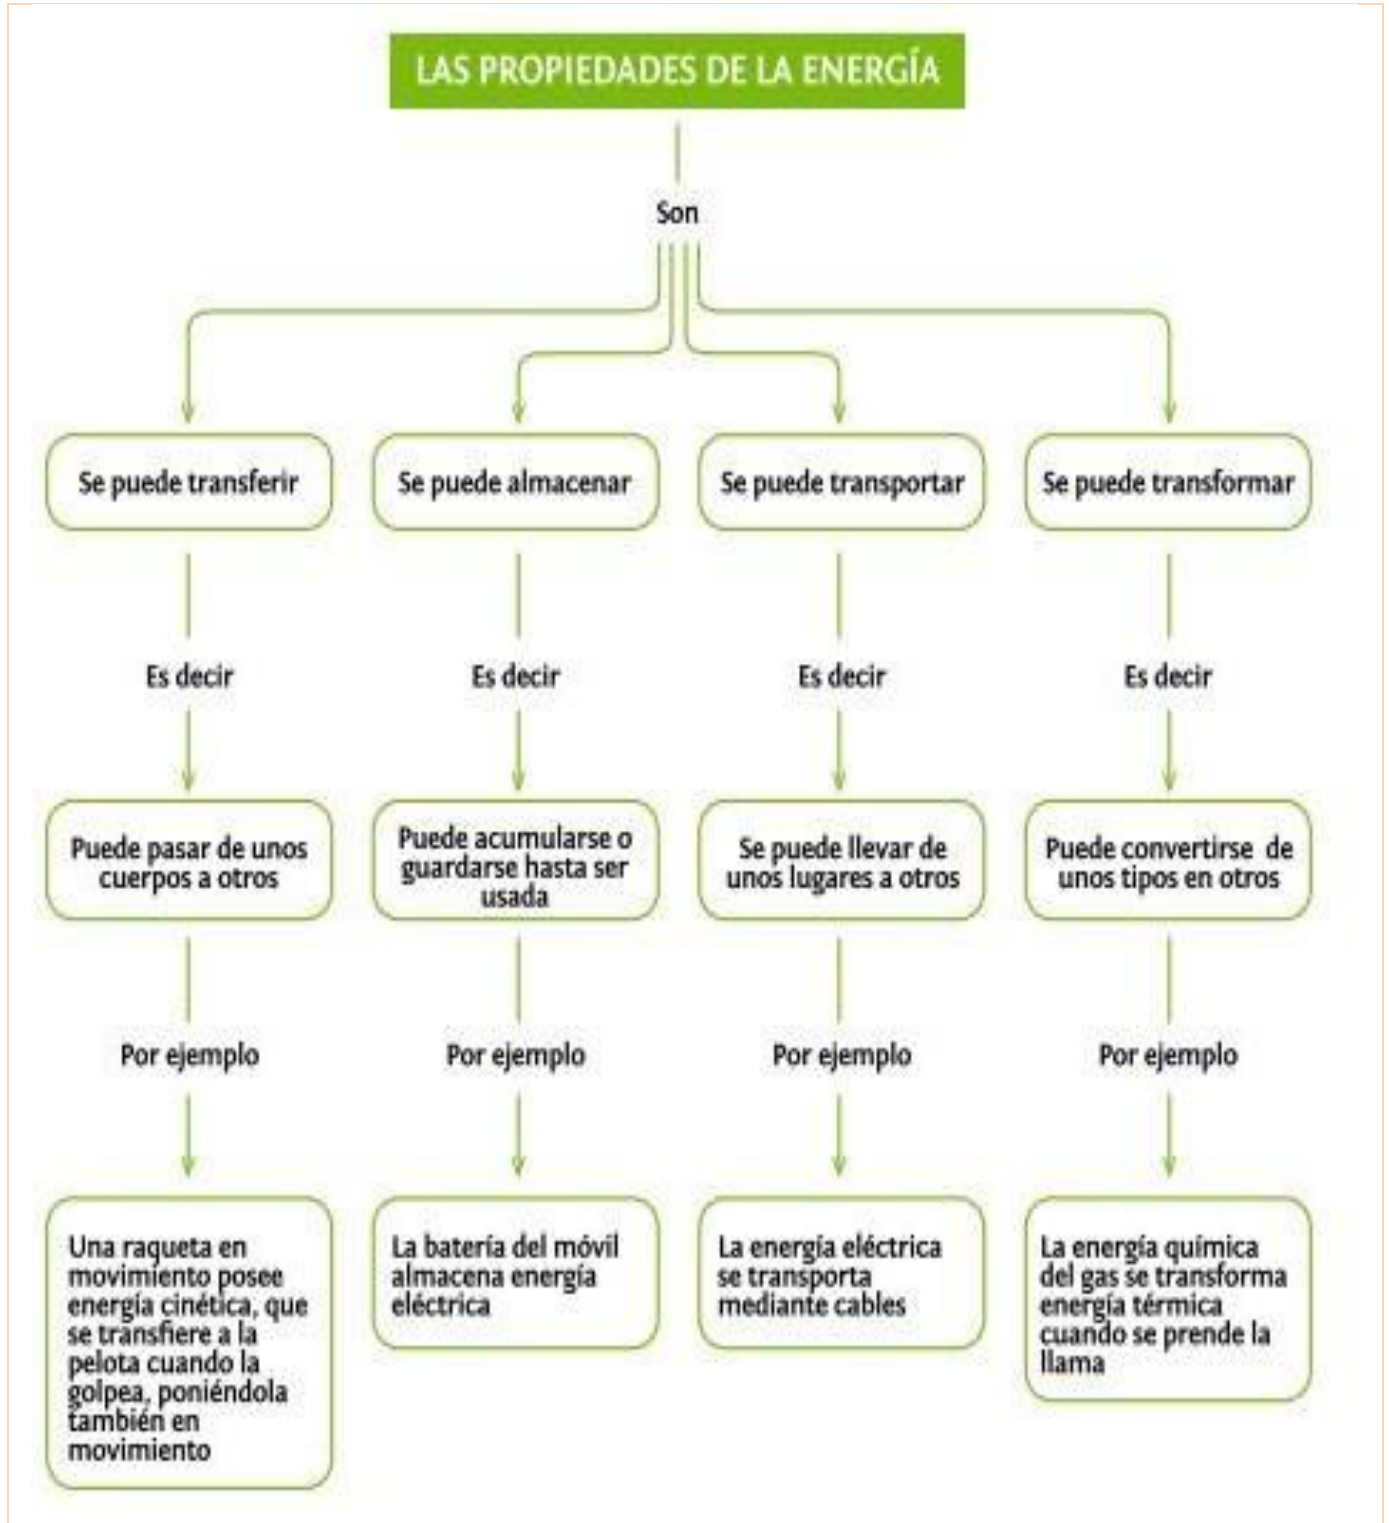 LAS PROPIEDADES DE LA ENERGÍA
Son
Se puede transferir
Se puede almacenar
Se puede transportar
Se puede transformar
Es decir
Es decir
Es decir
Es decir
Puede pasar de unos
cuerpos a otros
Puede acumularse o
guardarse hasta ser
usada
Se puede llevar de
unos lugares a otros
Puede convertirse de
unos tipos en otros
Por ejemplo
Por ejemplo
Por ejemplo
Por ejemplo
Una raqueta en
movimiento posee
energía cinética, que
se transfiere a la
pelota cuando la
golpea, poniéndola
también en
movimiento
La batería del móvil
almacena energía
eléctrica
La energía eléctrica
se transporta
mediante cables
La energía química
del gas se transforma
energía térmica
cuando se prende la
llama